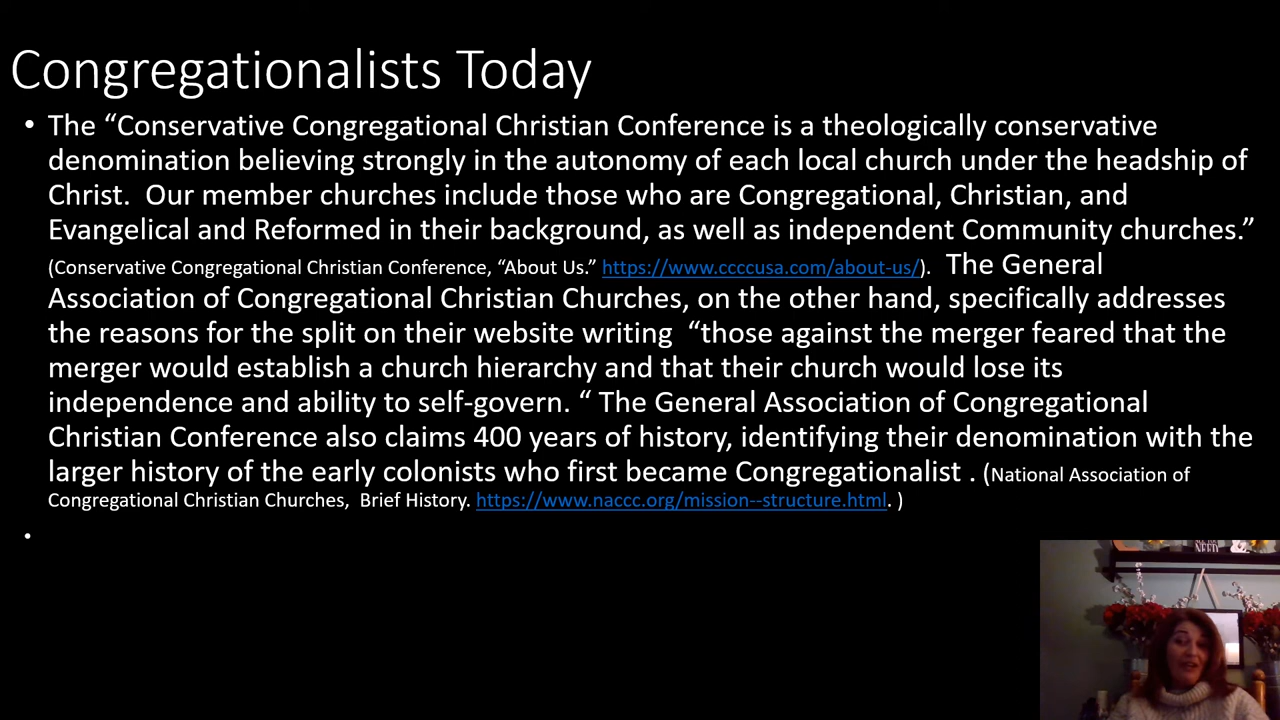 Congregationalists Today
• The “Conservative Congregational Christian Conference is a theologically conservative
denomination believing strongly in the autonomy of each local church under the headship of
Christ.  Our member churches include those who are Congregational, Christian, and
Evangelical and Reformed in their background, as well as independent Community churches.”
(Conservative Congregational Christian Conference, “About Us.” https://www.ccccusa.com/about-us/).  The General
Association of Congregational Christian Churches, on the other hand, specifically addresses
the reasons for the split on their website writing  “those against the merger feared that the
merger would establish a church hierarchy and that their church would lose its
independence and ability to self-govern. “ The General Association of Congregational
Christian Conference also claims 400 years of history, identifying their denomination with the
larger history of the early colonists who first became Congregationalist . (National Association of
Congregational Christian Churches,  Brief History. https://www.naccc.org/mission--structure.html. )
•
NEED